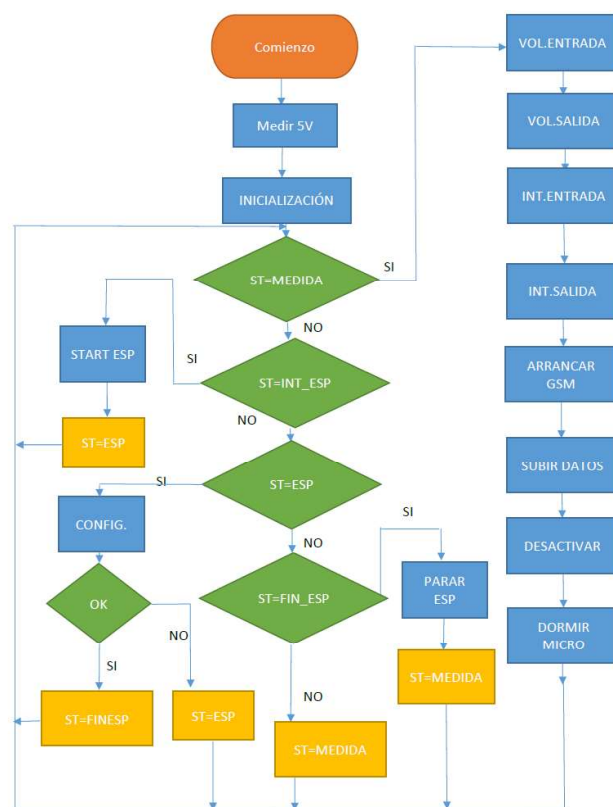 Comienzo
VOL.ENTRADA
Medir 5V
VOL.SALIDA
INICIALIZACIÓN
INT.ENTRADA
ST=MEDIDA
SI
INT.SALIDA
NO
START ESP
SI
ST=INT_ESP
ARRANCAR
GSM
NO
ST=ESP
SI
ST=ESP
SUBIR DATOS
CONFIG.
SI
NO
DESACTIVAR
OK
ST=FIN_ESP
PARAR
ESP
NO
DORMIR
MICRO
SI
ST=MEDIDA
NO
ST=FINESP
ST=ESP
ST=MEDIDA